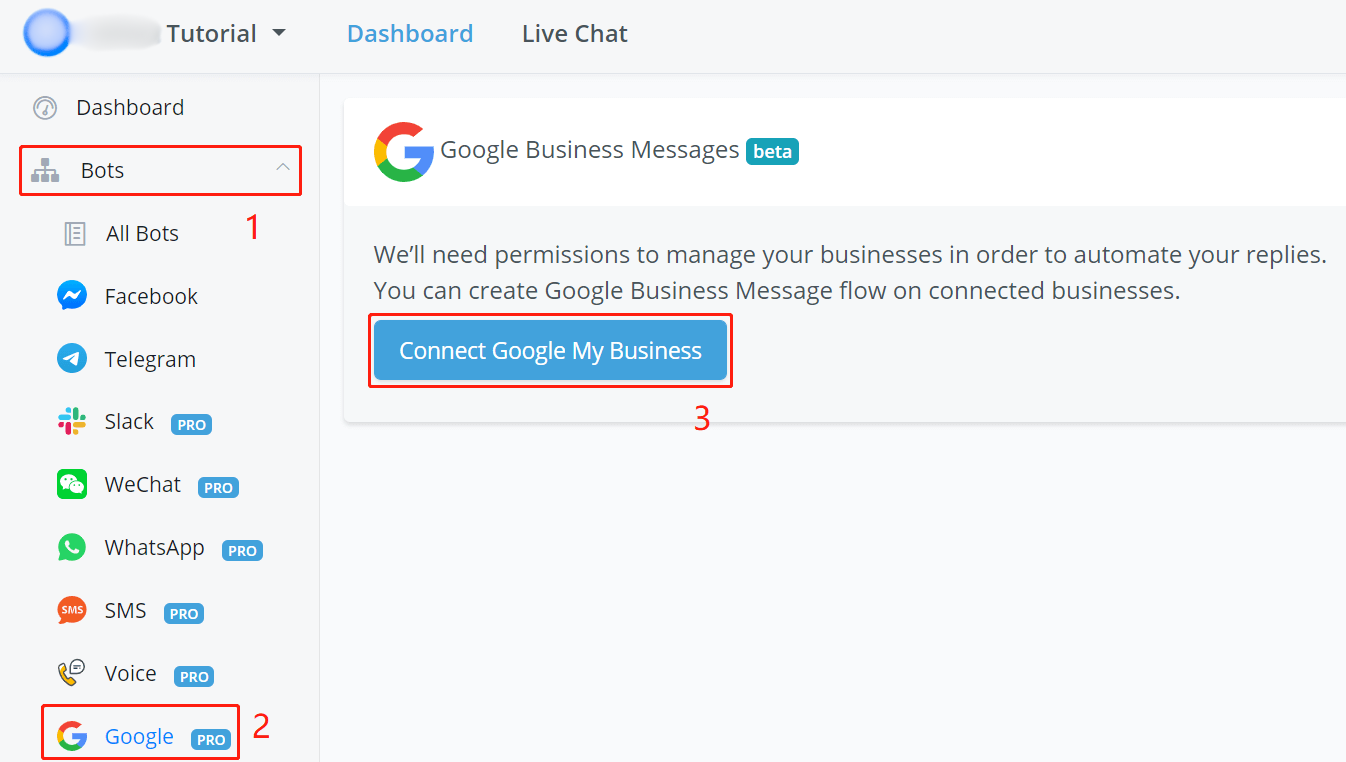 Tutorial
Dashboard
Live Chat
Dashboard
Bots
1
All Bots
Facebook
Telegram
Slack PRO
WeChat PRO
WhatsApp PRO
SMS SMS PRO
Voice PRO
Google PRO
2
Google Business Messages beta
We’ll need permissions to manage your businesses in order to automate your replies.
You can create Google Business Message flow on connected businesses.
Connect Google My Business
3